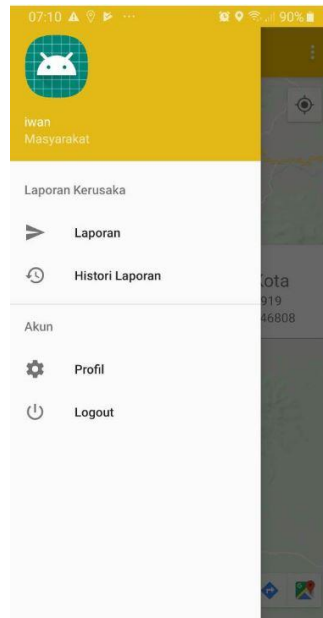 07:10 90%
iwan
Masyarakat
Laporan Kerusaka
Laporan
Histori Laporan
Kota
919
46808
Akun
Profil
Logout